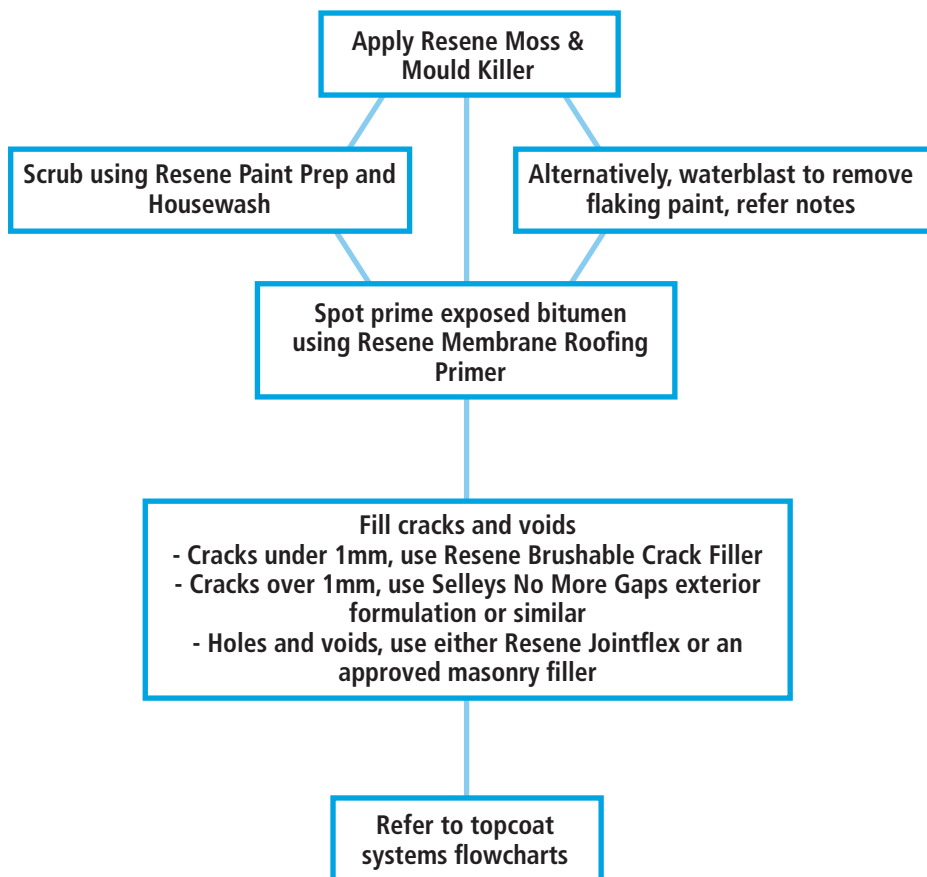 Apply Resene Moss &
Mould Killer
Scrub using Resene Paint Prep and
Housewash
Alternatively, waterblast to remove
flaking paint, refer notes
Spot prime exposed bitumen
using Resene Membrane Roofing
Primer
Fill cracks and voids
- Cracks under 1mm, use Resene Brushable Crack Filler
- Cracks over 1mm, use Selleys No More Gaps exterior
formulation or similar
- Holes and voids, use either Resene Jointflex or an
approved masonry filler
Refer to topcoat
systems flowcharts